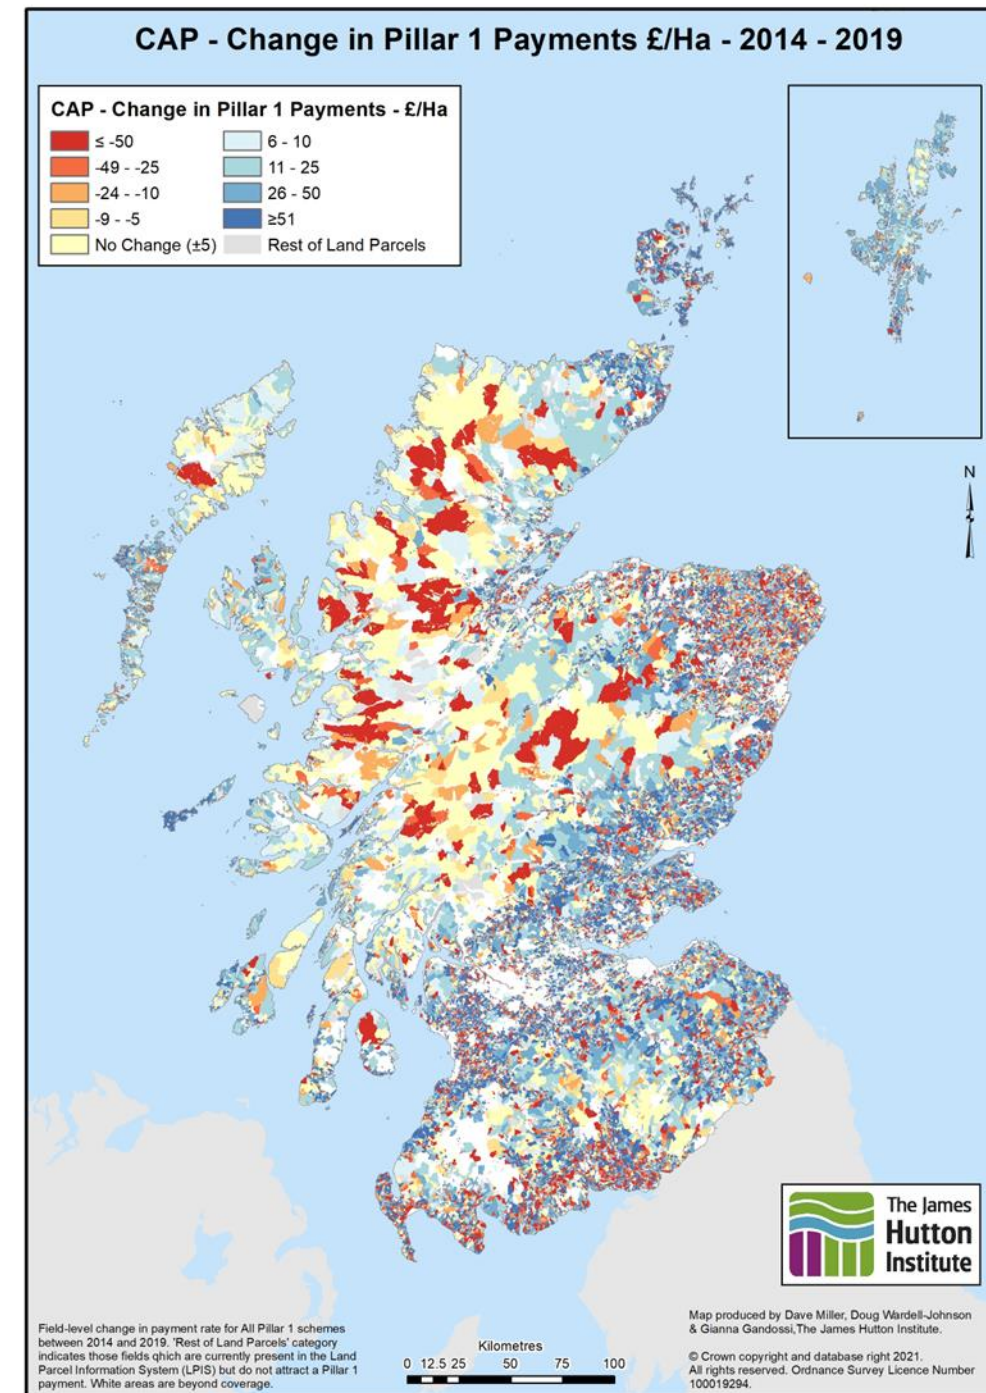 CAP - Change in Pillar 1 Payments £/Ha - 2014 - 2019
CAP - Change in Pillar 1 Payments - £/Ha
≤ -50
-49 - -25
-24 - -10
-9 - -5
No Change (±5)
6 - 10
11 - 25
26 - 50
≥51
Rest of Land Parcels
N
The James
Hutton
Institute
Field-level change in payment rate for All Pillar 1 schemes
between 2014 and 2019. 'Rest of Land Parcels' category
indicates those fields qhich are currently present in the Land
Parcel Information System (LPIS) but do not attract a Pillar 1
payment. White areas are beyond coverage.
Kilometres
0 12.5 25 50 75 100
Map produced by Dave Miller, Doug Wardell-Johnson
& Gianna Gandossi,The James Hutton Institute.
© Crown copyright and database right 2021.
All rights reserved. Ordnance Survey Licence Number
100019294.